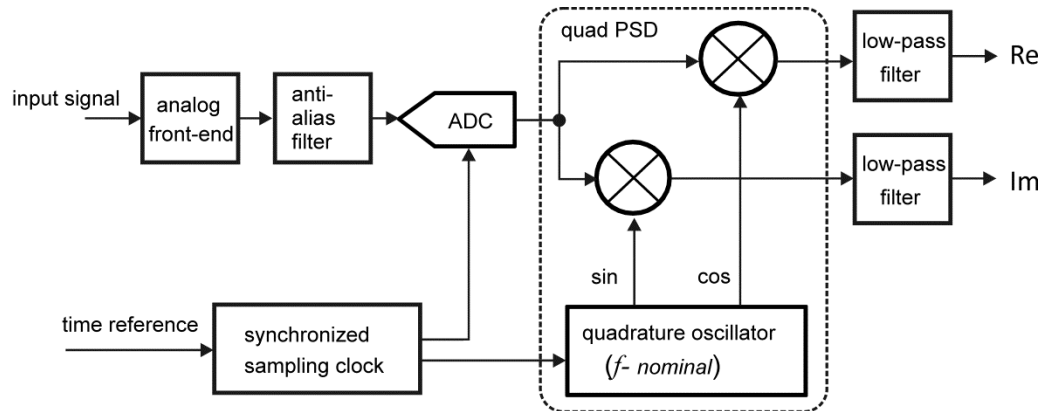 quad PSD
low-pass
filter
Re
input signal
analog
front-end
anti-
alias
filter
ADC
low-pass
filter
Im
sin
cos
time reference
synchronized
sampling clock
quadrature oscillator
(f- nominal)